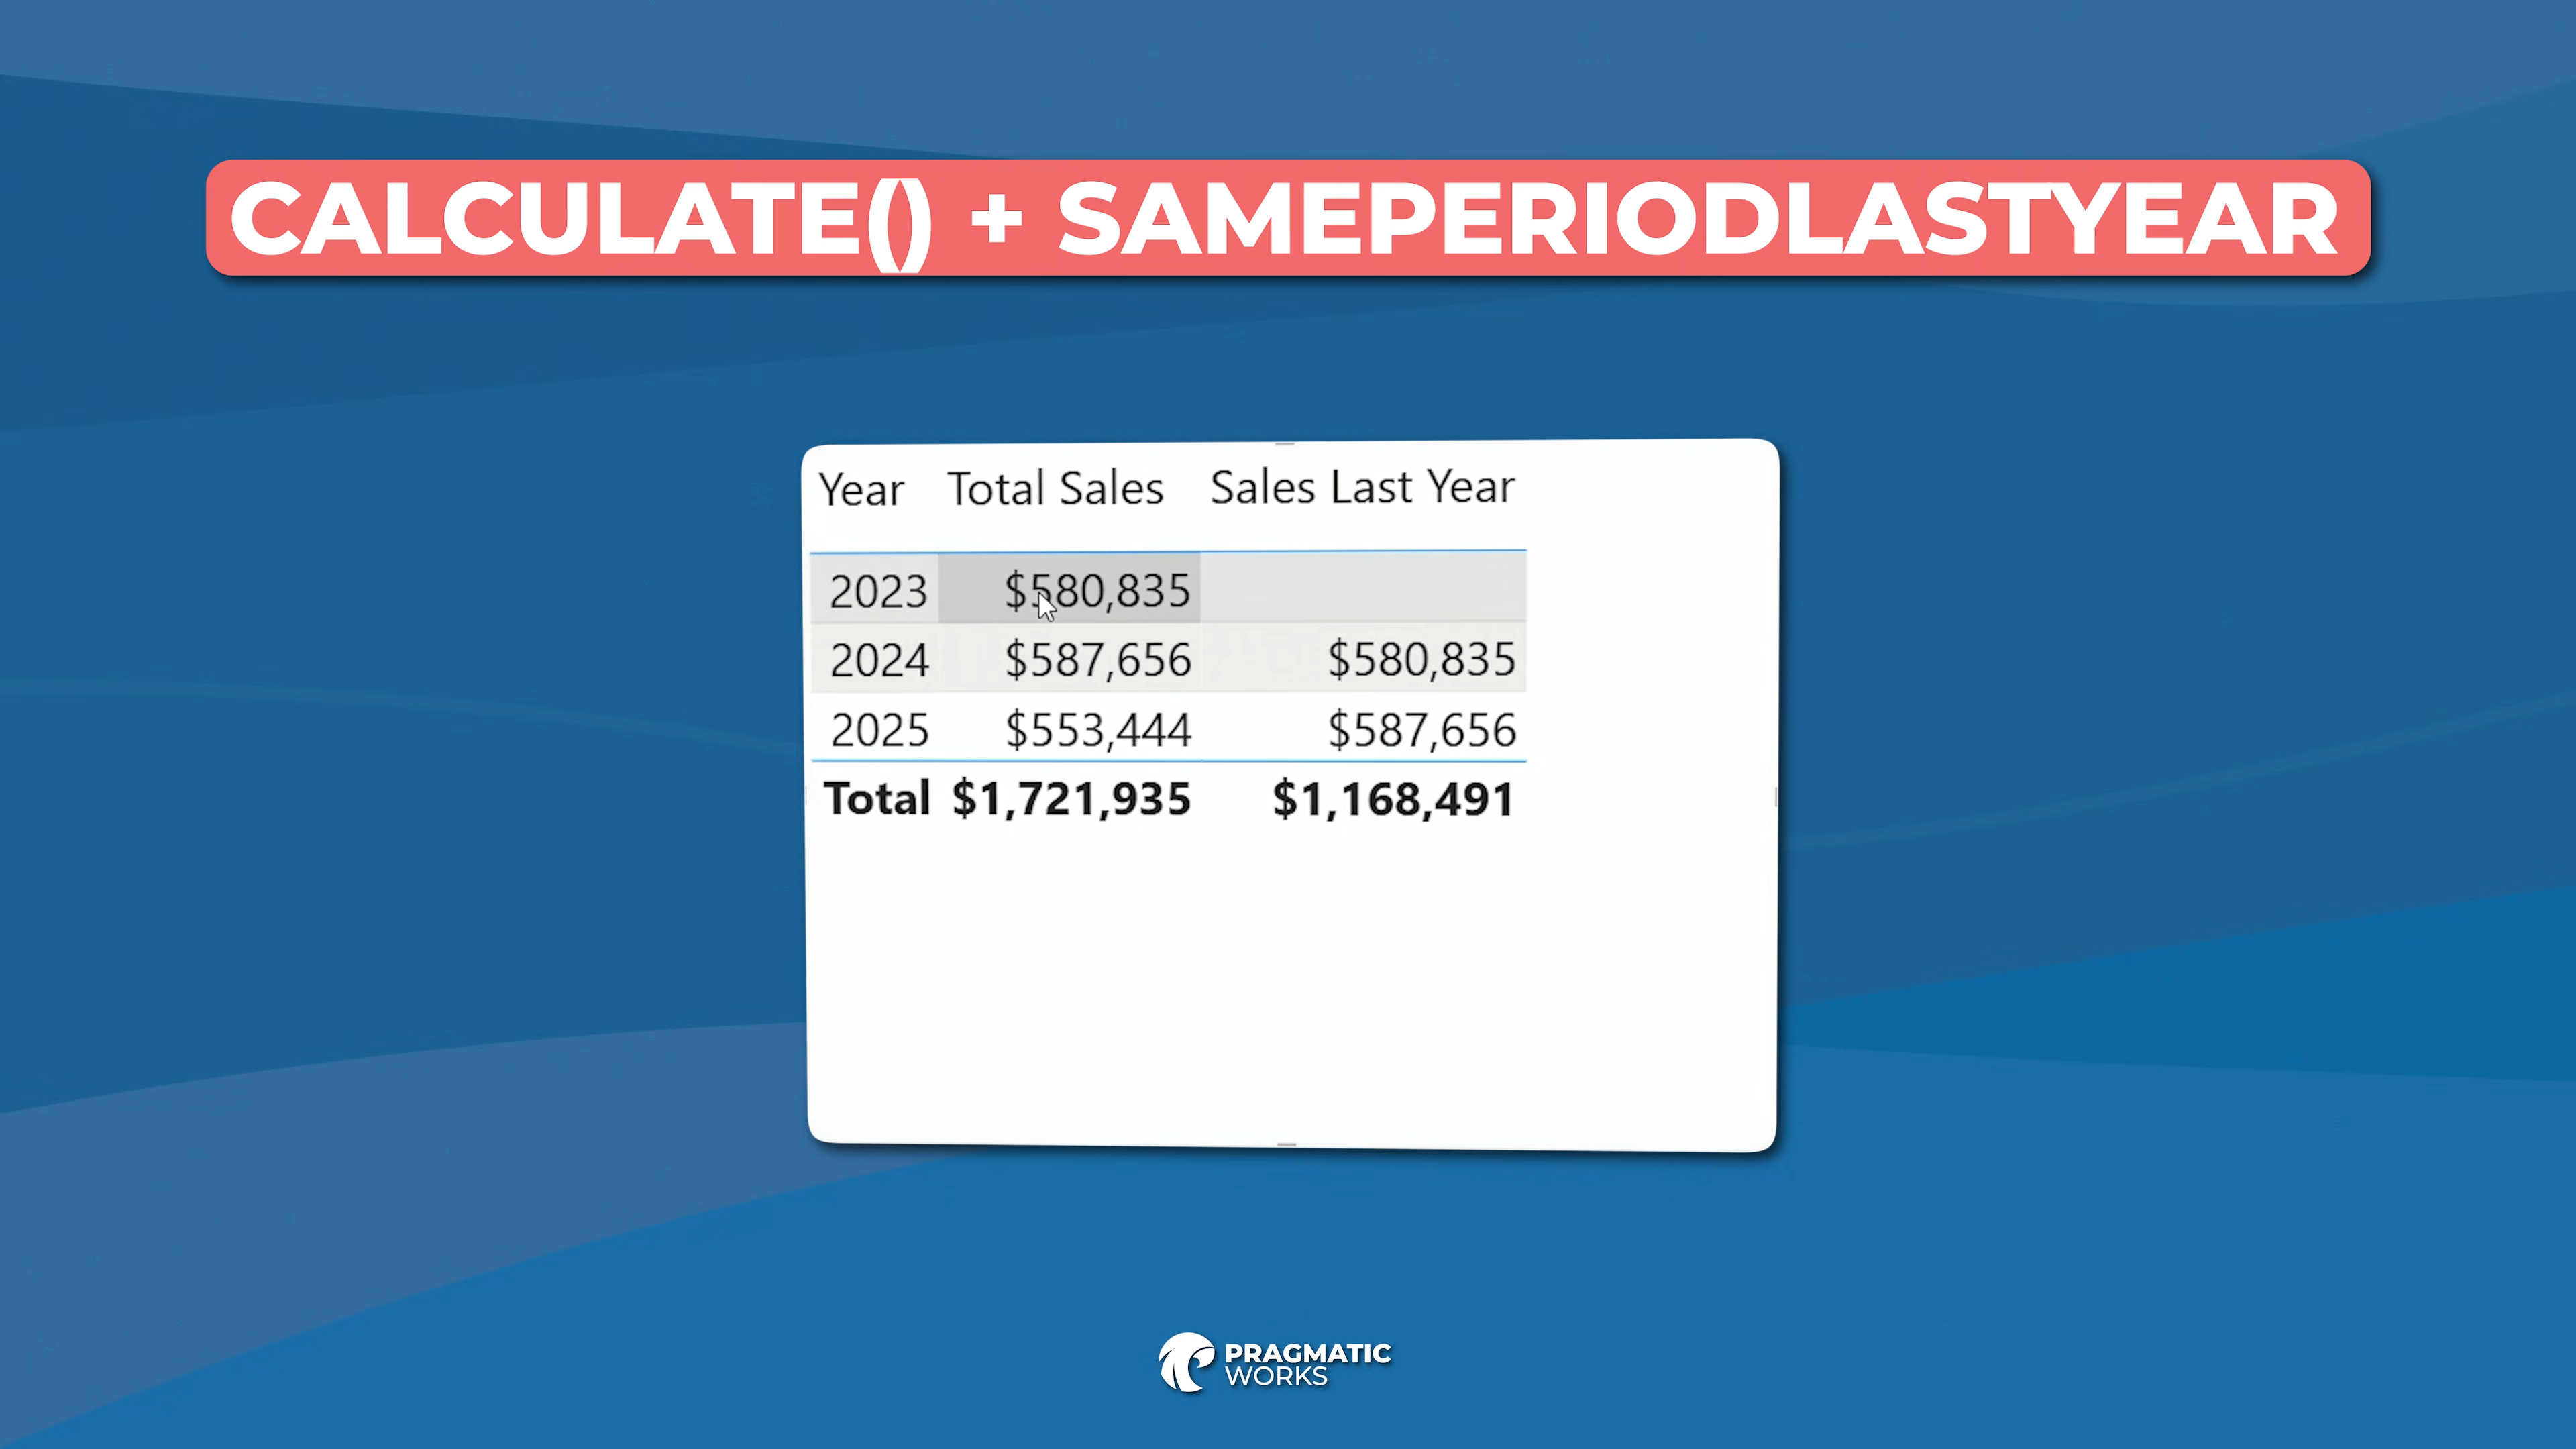 CALCULATE() + SAMEPERIODLASTYEAR
Year Total Sales Sales Last Year
2023 $580,835
2024 $587,656 $580,835
2025 $553,444 $587,656
Total $1,721,935 $1,168,491
PRAGMATIC
WORKS